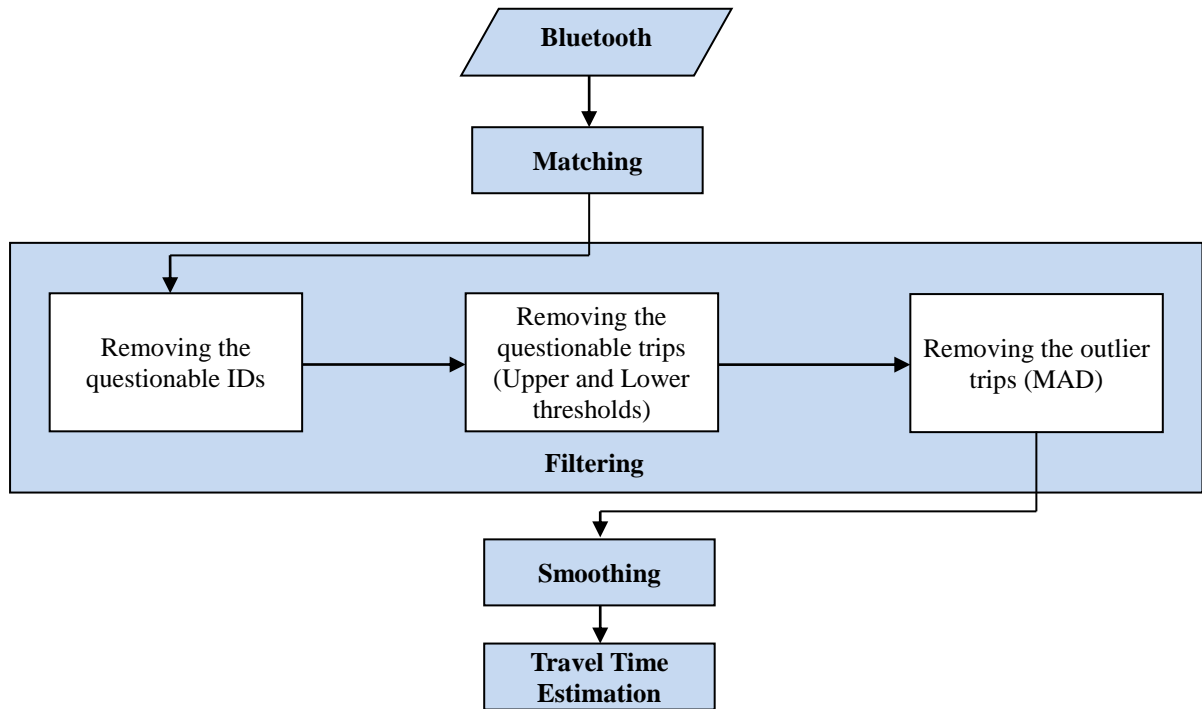 Bluetooth
Matching
Removing the
questionable IDs
Removing the
questionable trips
(Upper and Lower
thresholds)
Removing the outlier
trips (MAD)
Filtering
Smoothing
Travel Time
Estimation